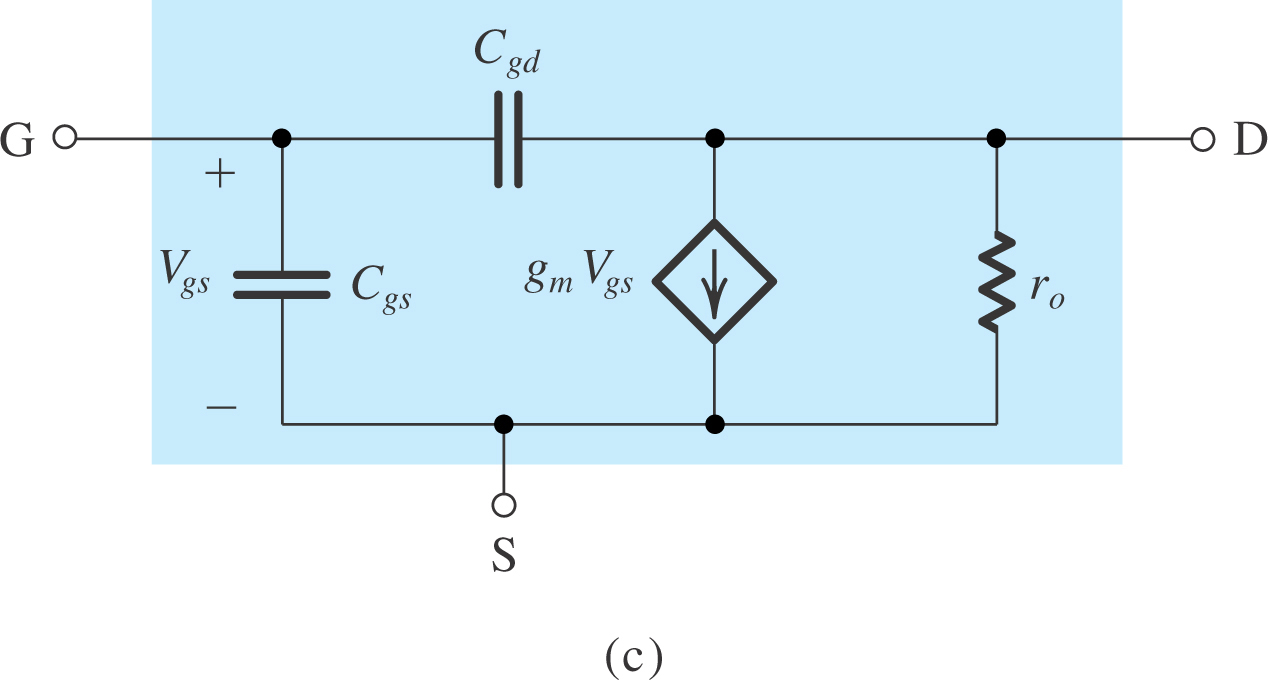 C_gd
G
D
+
V_gs
C_gs
g_m V_gs
r_o
−
S
(c)